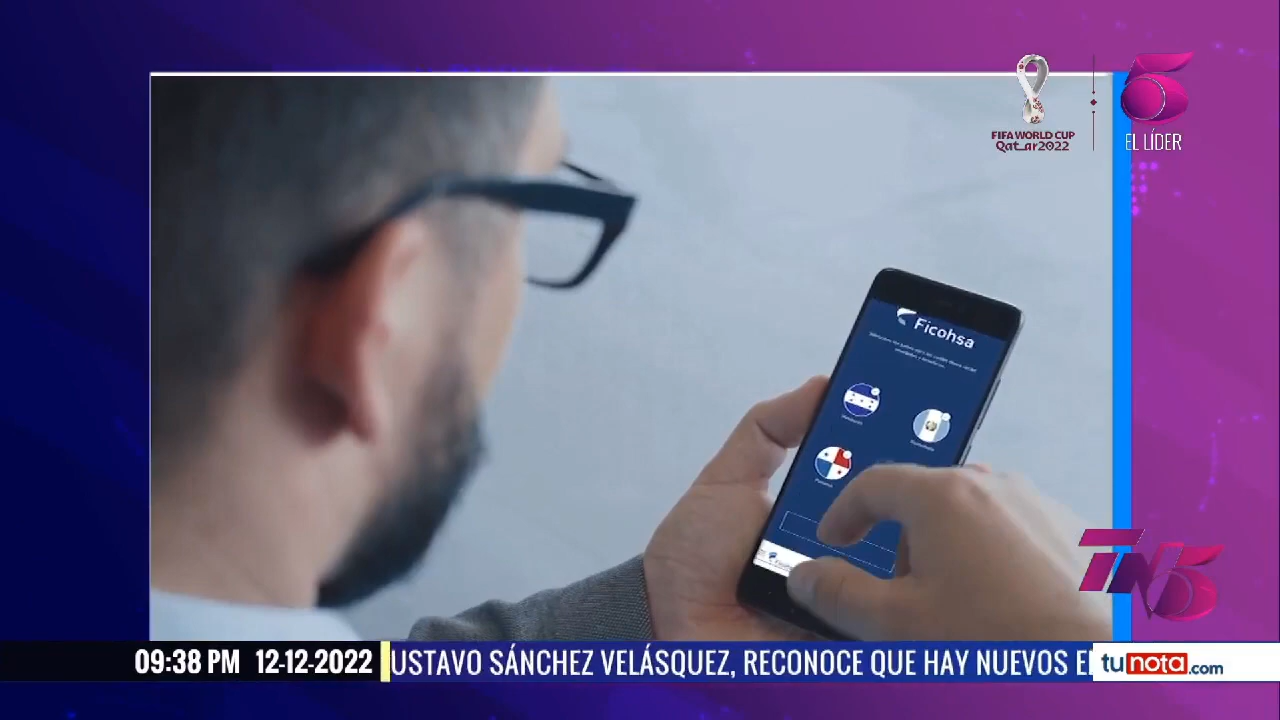 FIFA WORLD CUP
Qatar2022
5
EL LÍDER
Ficohsa
TN5
09:38 PM 12-12-2022 USTAVO SÁNCHEZ VELÁSQUEZ, RECONOCE QUE HAY NUEVOS E
tunota.com